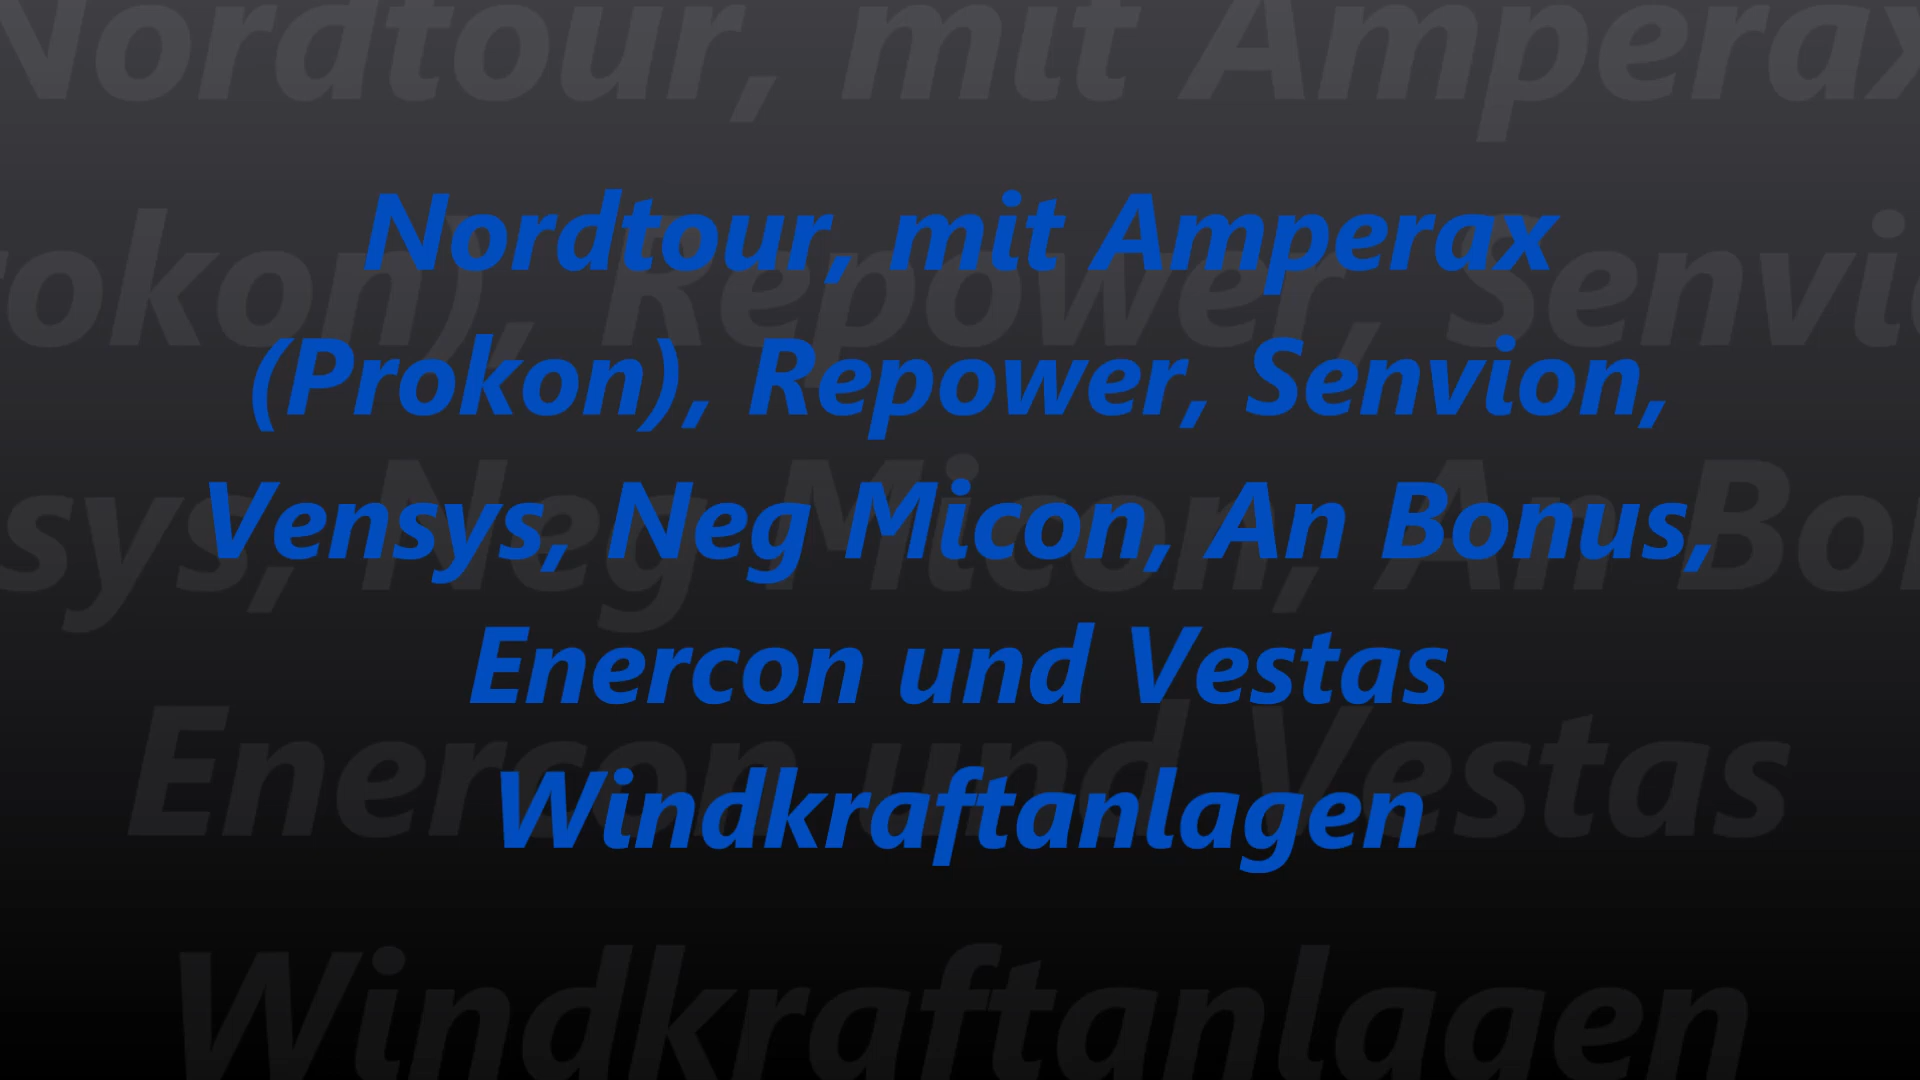 Nordtour, mit Amperax
(Prokon), Repower, Senvion,
Vensys, Neg Micon, An Bonus,
Enercon und Vestas
Windkraftanlagen